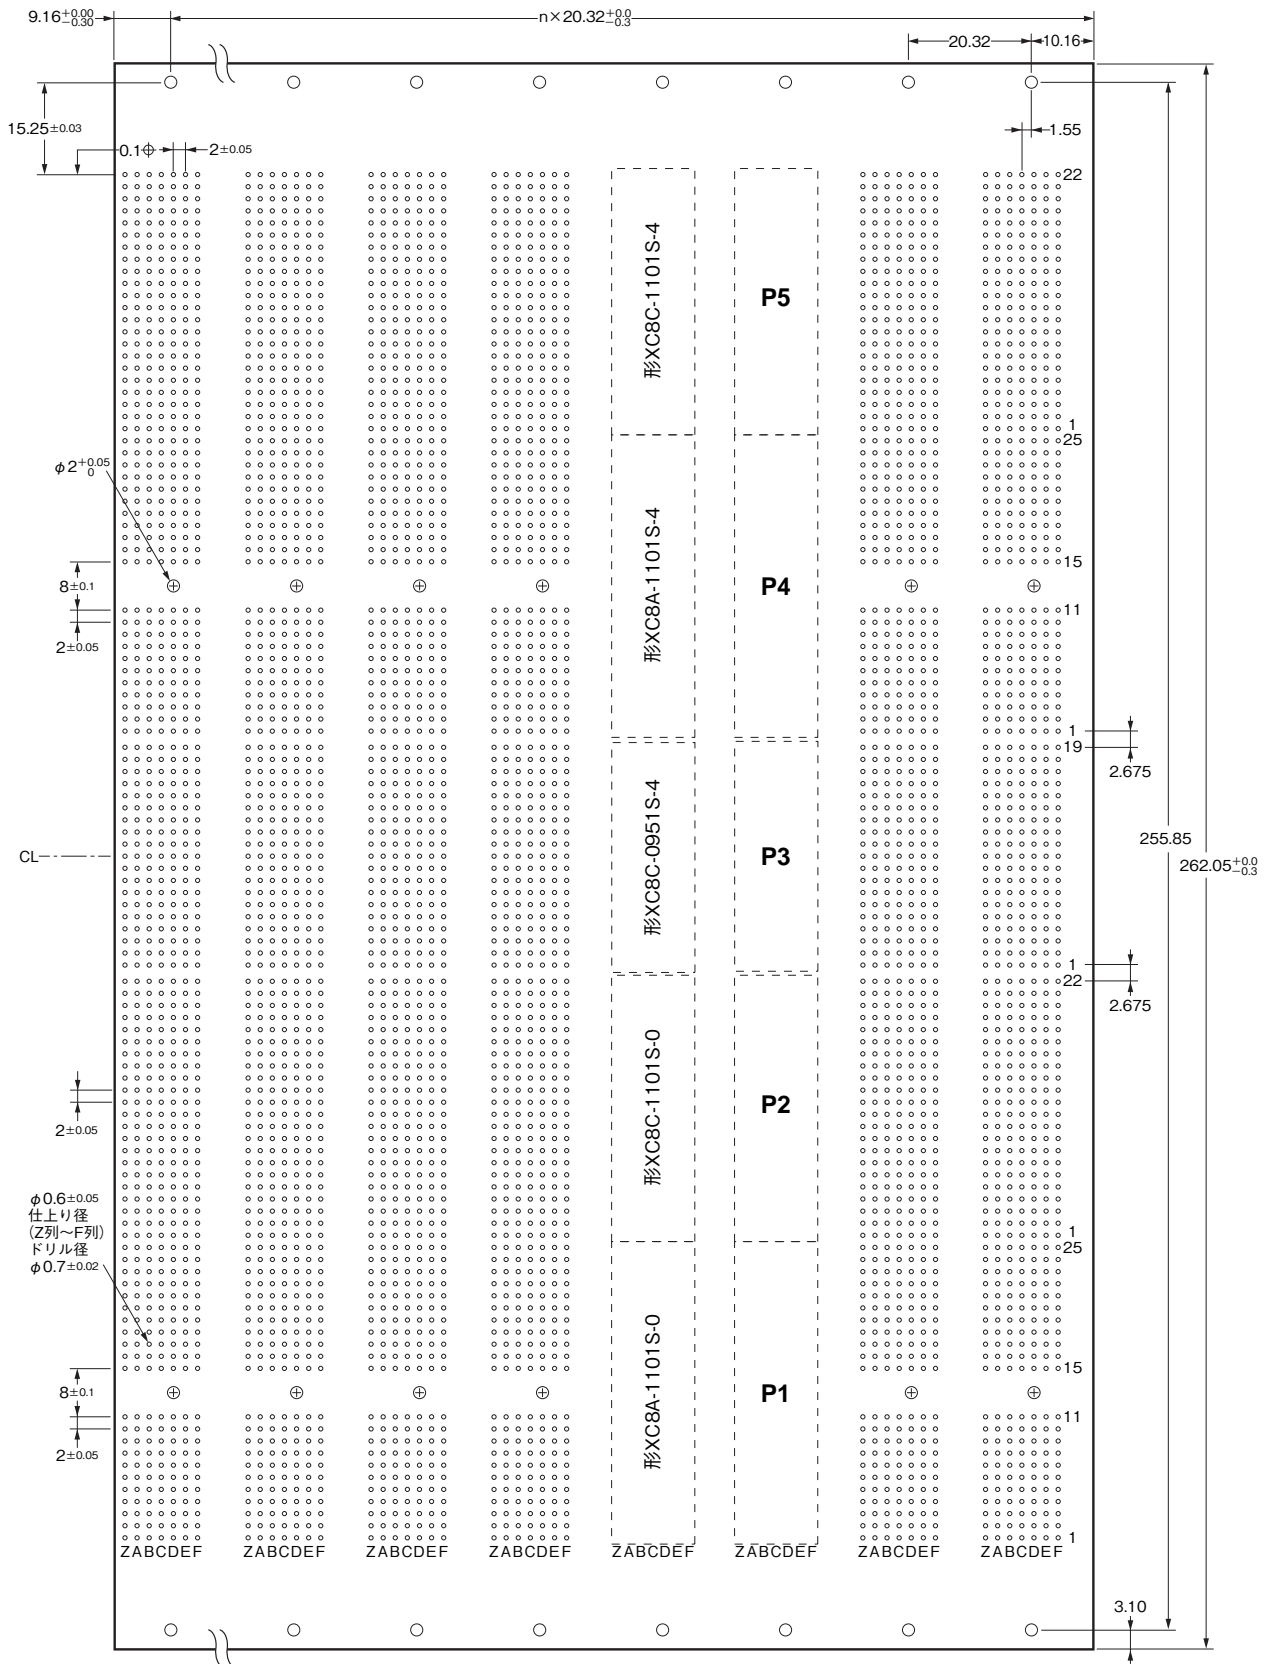 9.16+0.00 −0.30
n×20.32+0.0 −0.3
20.32
10.16
15.25±0.03
0.1
2±0.05
1.55
22
形XC8C-1101S-4
P5
1
25
φ2+0.05 0
形XC8A-1101S-4
P4
15
8±0.1
11
2±0.05
1
19
2.675
形XC8C-0951S-4
P3
CL
255.85
262.05+0.0 −0.3
1
22
2.675
形XC8C-1101S-0
P2
2±0.05
φ0.6±0.05
仕上り径
(Z列～F列)
ドリル径
φ0.7±0.02
1
25
形XC8A-1101S-0
P1
15
8±0.1
11
2±0.05
1
ZABCDEF ZABCDEF ZABCDEF ZABCDEF ZABCDEF ZABCDEF ZABCDEF ZABCDEF
3.10